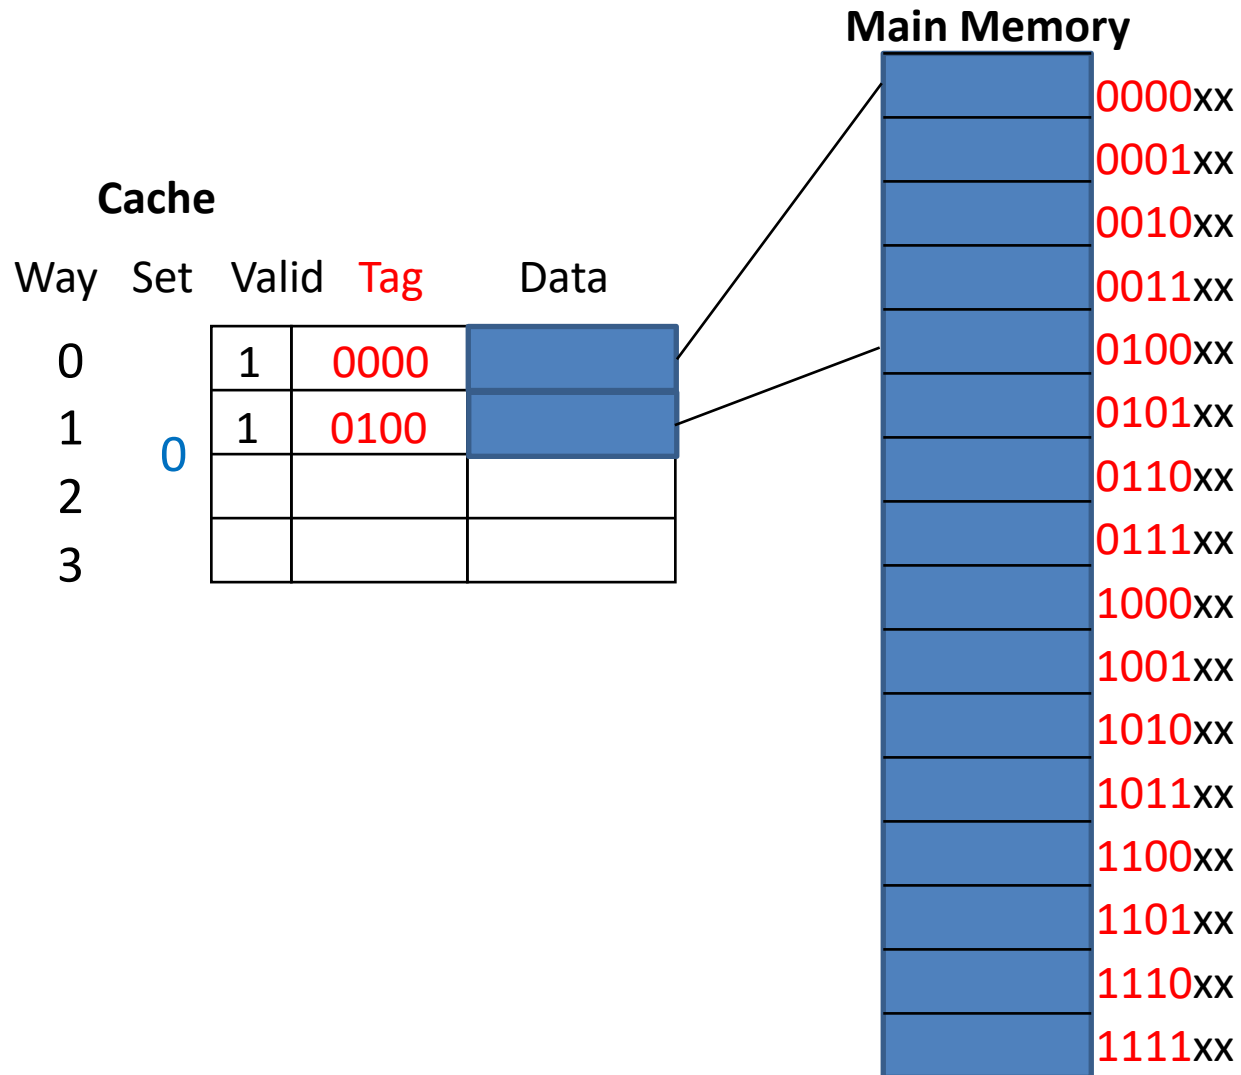 Main Memory
0000xx
0001xx
0010xx
0011xx
0100xx
0101xx
0110xx
0111xx
1000xx
1001xx
1010xx
1011xx
1100xx
1101xx
1110xx
1111xx
Cache
Way Set Valid Tag Data
0 1 0000
1 1 0100
0
2
3